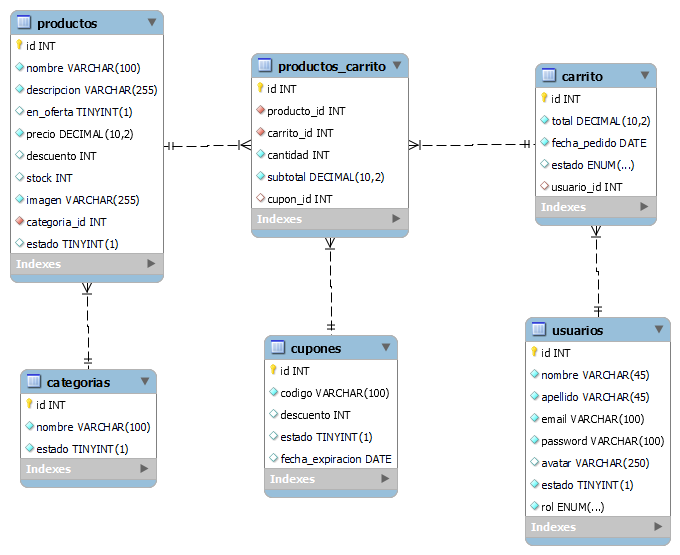 productos
id INT
nombre VARCHAR(100)
descripcion VARCHAR(255)
en_oferta TINYINT(1)
precio DECIMAL(10,2)
descuento INT
stock INT
imagen VARCHAR(255)
categoria_id INT
estado TINYINT(1)
Indexes
productos_carrito
id INT
producto_id INT
carrito_id INT
cantidad INT
subtotal DECIMAL(10,2)
cupon_id INT
Indexes
carrito
id INT
total DECIMAL(10,2)
fecha_pedido DATE
estado ENUM(...)
usuario_id INT
Indexes
categorias
id INT
nombre VARCHAR(100)
estado TINYINT(1)
Indexes
cupones
id INT
codigo VARCHAR(100)
descuento INT
estado TINYINT(1)
fecha_expiracion DATE
Indexes
usuarios
id INT
nombre VARCHAR(45)
apellido VARCHAR(45)
email VARCHAR(100)
password VARCHAR(100)
avatar VARCHAR(250)
estado TINYINT(1)
rol ENUM(...)
Indexes